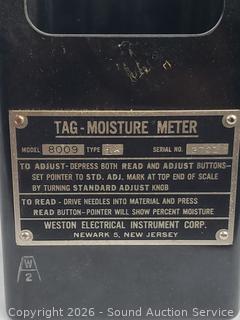 TAG-MOISTURE METER
MODEL 8009 TYPE SERIAL NO.
TO ADJUST-DEPRESS BOTH READ AND ADJUST BUTTONS-
SET POINTER TO STD. ADJ. MARK AT TOP END OF SCALE
BY TURNING STANDARD ADJUST KNOB
TO READ - DRIVE NEEDLES INTO MATERIAL AND PRESS
READ BUTTON-POINTER WILL SHOW PERCENT MOISTURE
WESTON ELECTRICAL INSTRUMENT CORP.
NEWARK 5, NEW JERSEY
W
2
Copyright ©2026 - Sound Auction Service